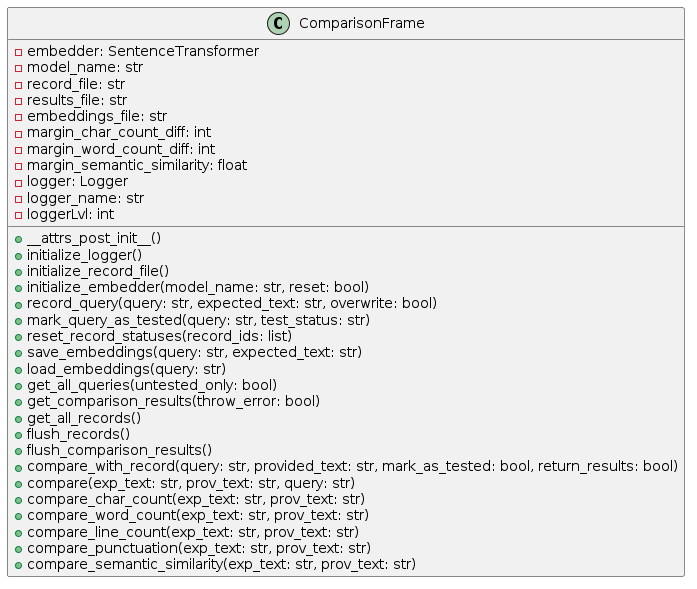 C ComparisonFrame
embedder: SentenceTransformer
model_name: str
record_file: str
results_file: str
embeddings_file: str
margin_char_count_diff: int
margin_word_count_diff: int
margin_semantic_similarity: float
logger: Logger
logger_name: str
loggerLvl: int
__attrs_post_init__()
initialize_logger()
initialize_record_file()
initialize_embedder(model_name: str, reset: bool)
record_query(query: str, expected_text: str, overwrite: bool)
mark_query_as_tested(query: str, test_status: str)
reset_record_statuses(record_ids: list)
save_embeddings(query: str, expected_text: str)
load_embeddings(query: str)
get_all_queries(untested_only: bool)
get_comparison_results(throw_error: bool)
get_all_records()
flush_records()
flush_comparison_results()
compare_with_record(query: str, provided_text: str, mark_as_tested: bool, return_results: bool)
compare(exp_text: str, prov_text: str, query: str)
compare_char_count(exp_text: str, prov_text: str)
compare_word_count(exp_text: str, prov_text: str)
compare_line_count(exp_text: str, prov_text: str)
compare_punctuation(exp_text: str, prov_text: str)
compare_semantic_similarity(exp_text: str, prov_text: str)